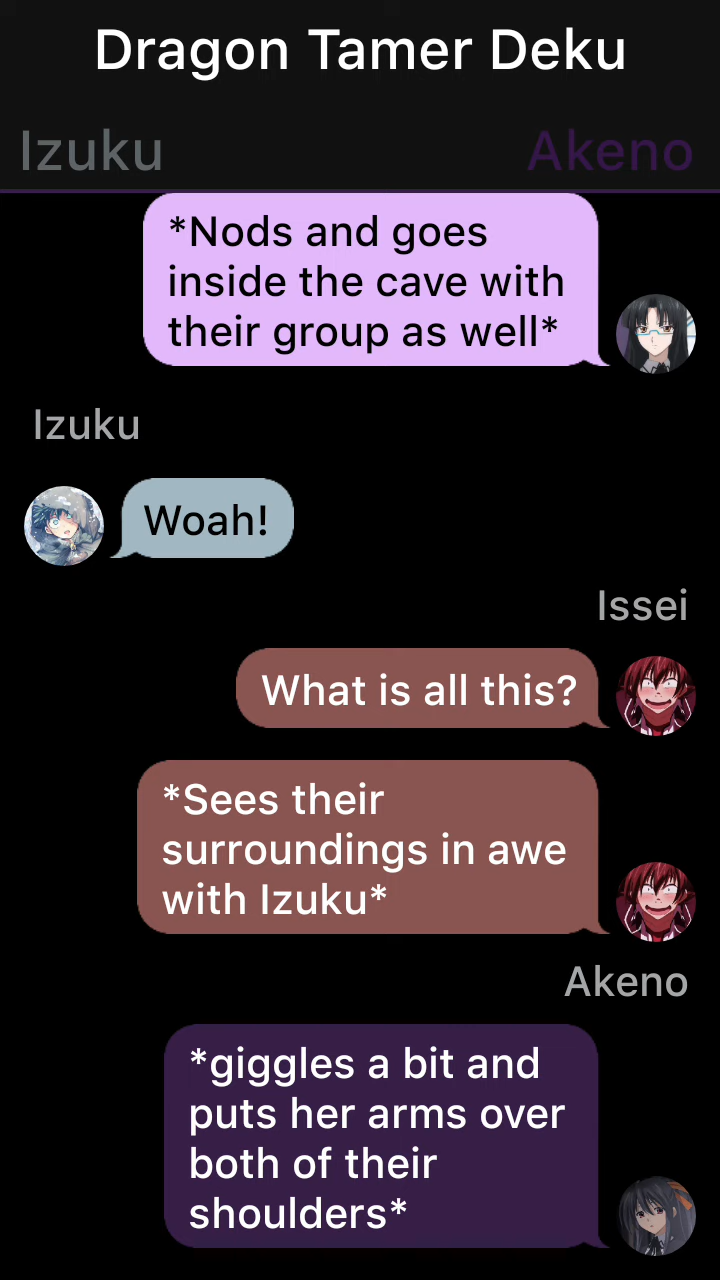 Dragon Tamer Deku
Izuku
Akeno
*Nods and goes
inside the cave with
their group as well*
Izuku
Woah!
Issei
What is all this?
*Sees their
surroundings in awe
with Izuku*
Akeno
*giggles a bit and
puts her arms over
both of their
shoulders*